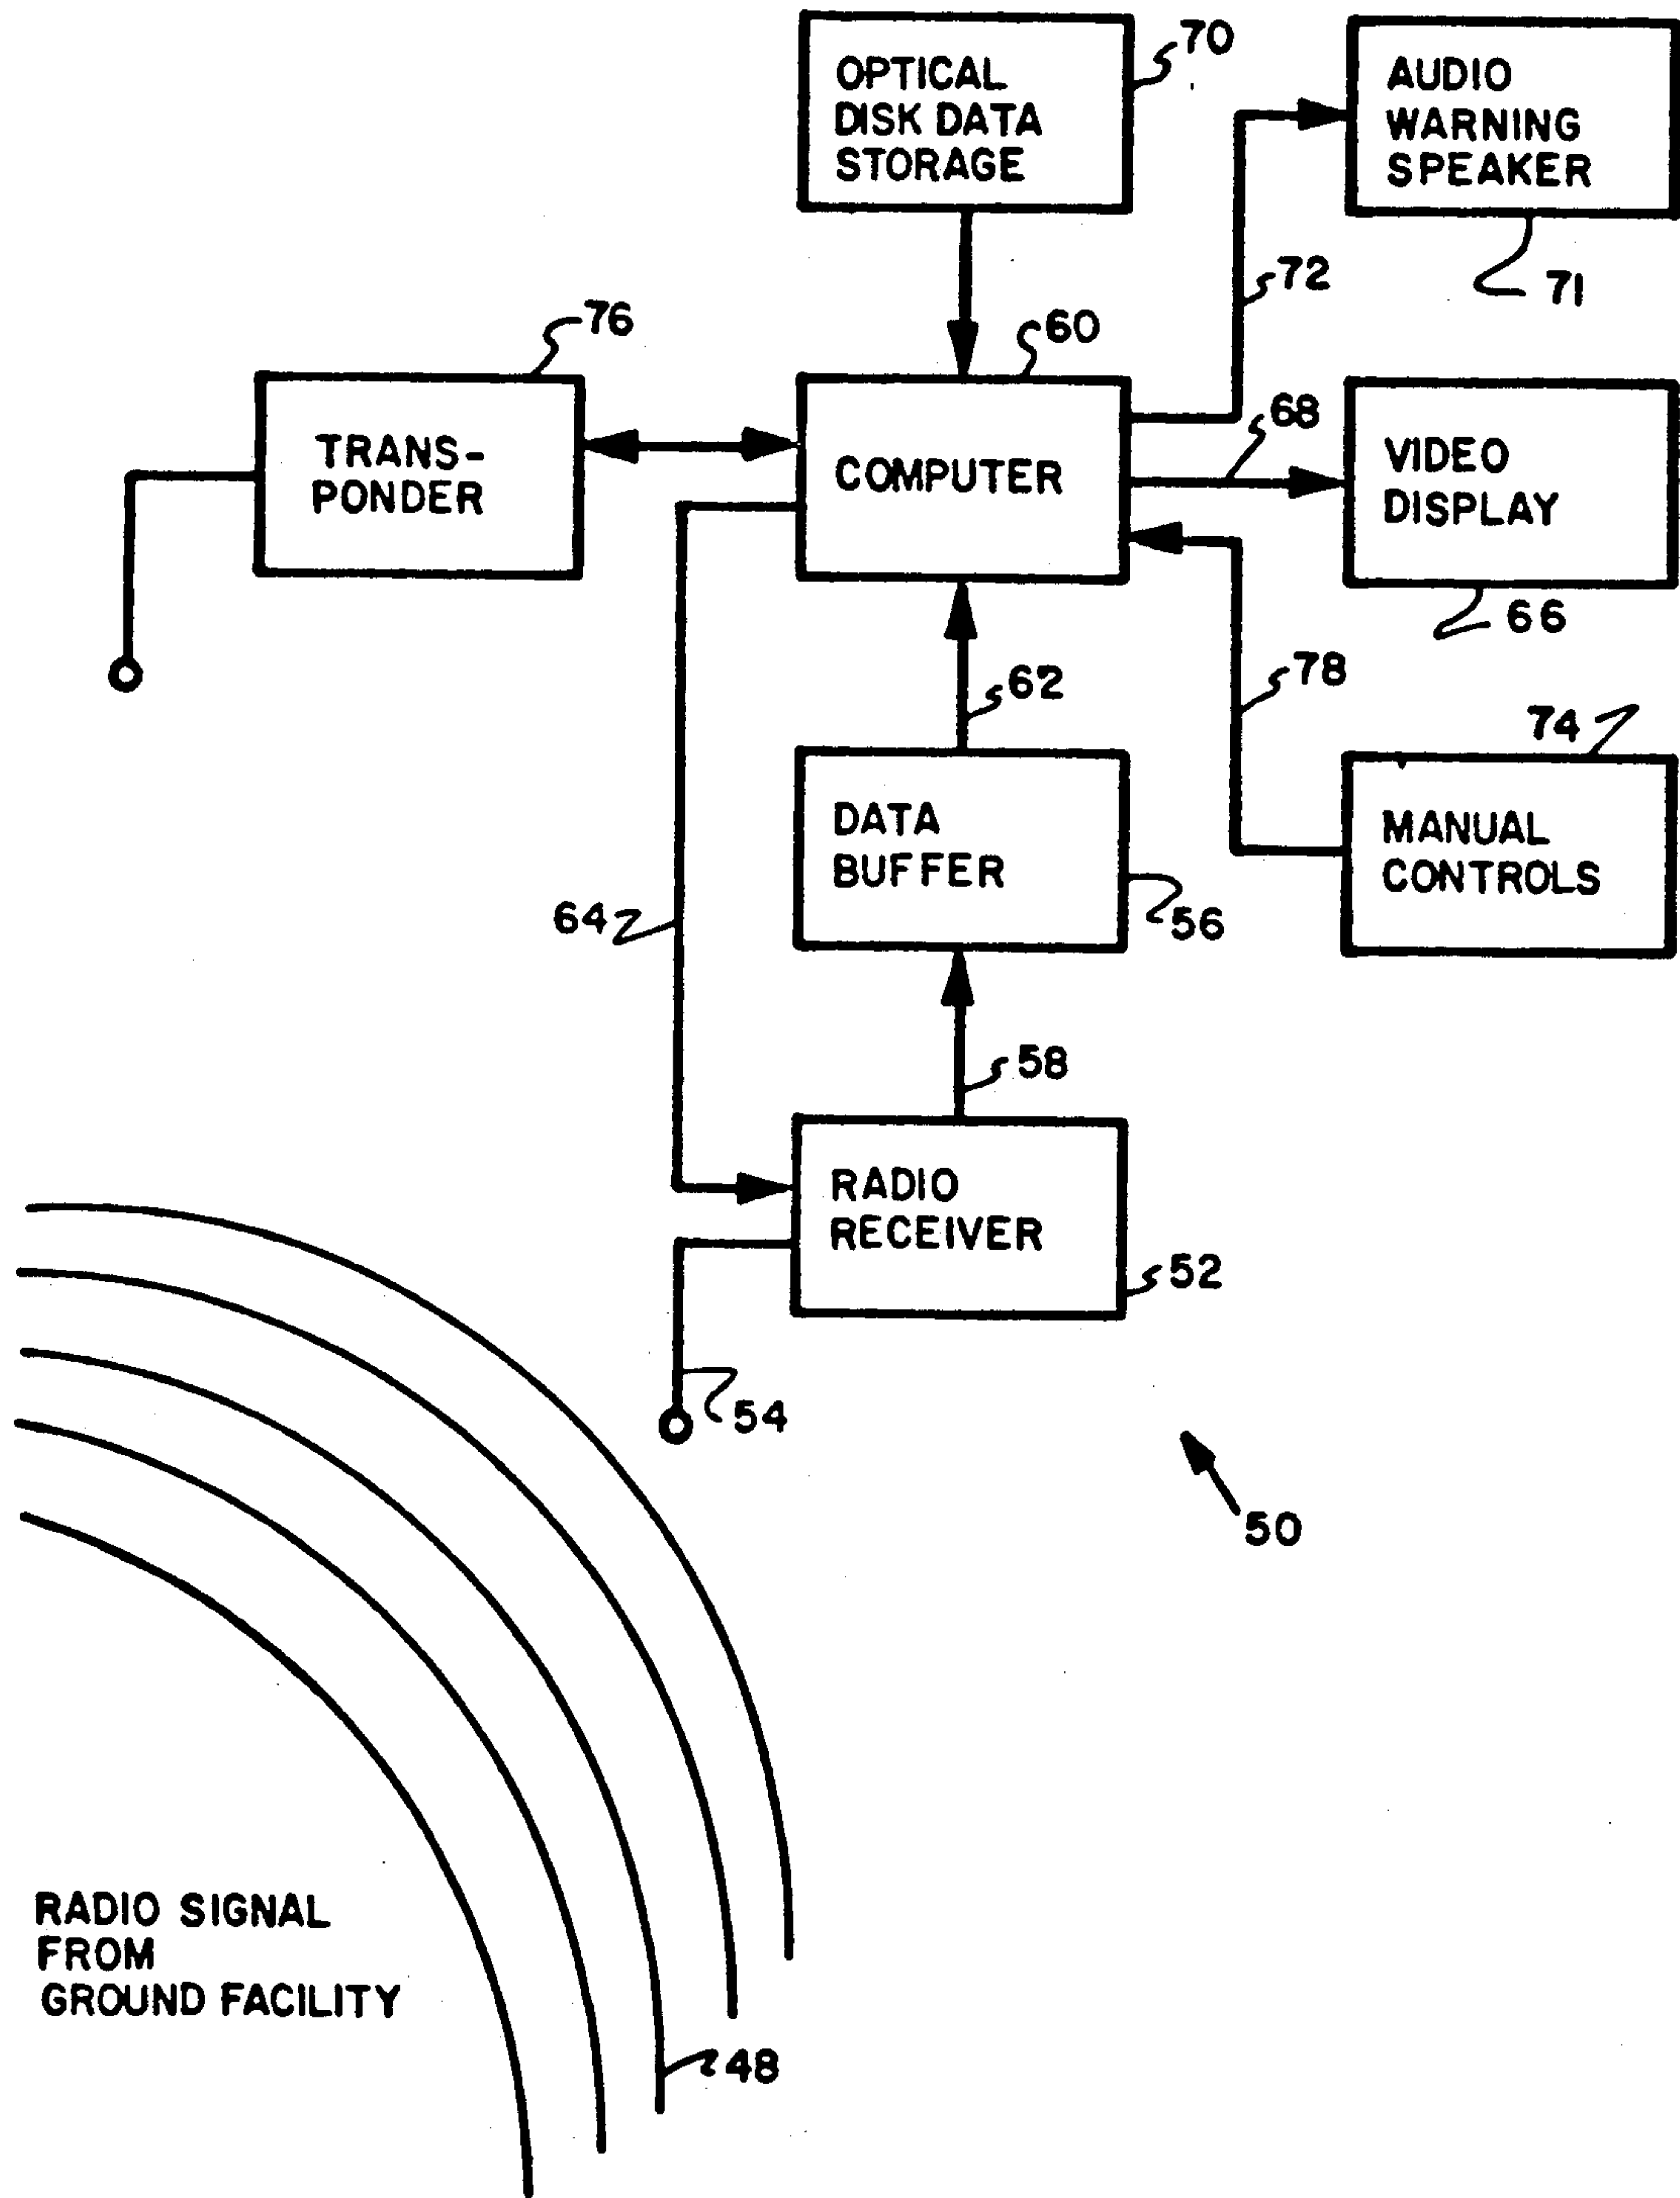 OPTICAL
DISK DATA
STORAGE
70
AUDIO
WARNING
SPEAKER
71
72
76
TRANS-
PONDER
60
COMPUTER
68
VIDEO
DISPLAY
66
62
78
74
DATA
BUFFER
56
MANUAL
CONTROLS
64
58
RADIO
RECEIVER
52
54
50
RADIO SIGNAL
FROM
GROUND FACILITY
48